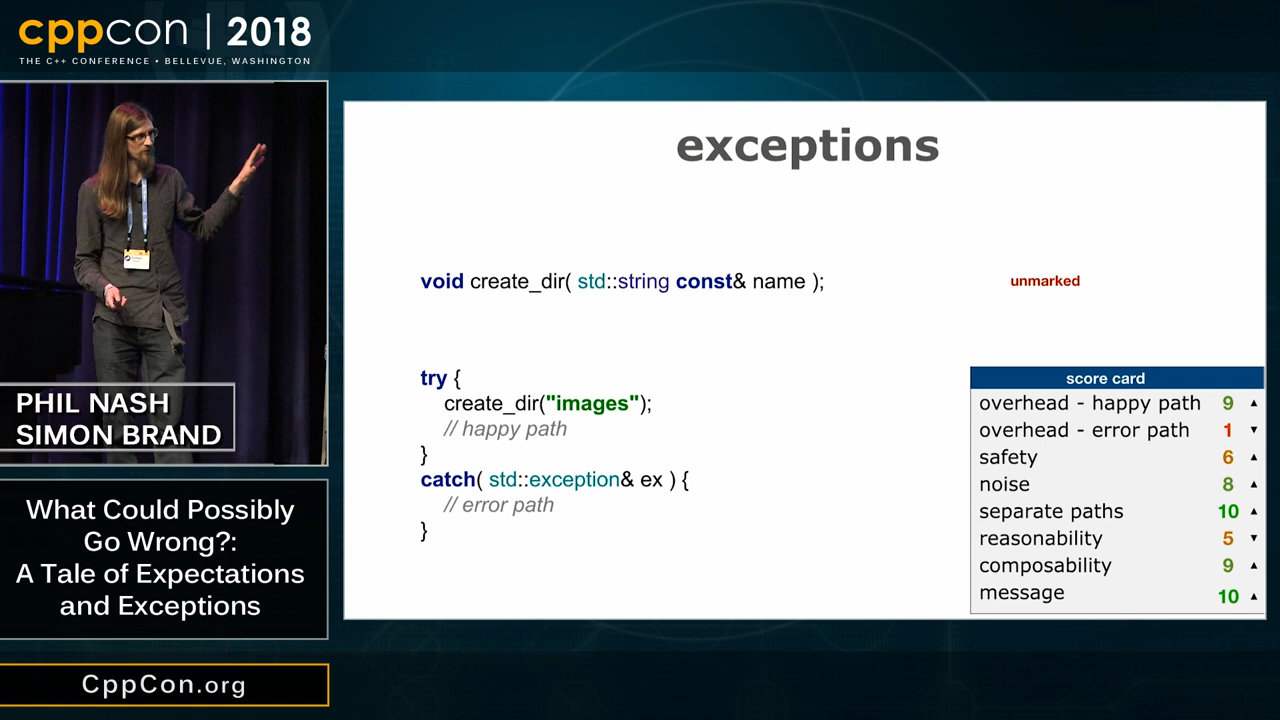 cppcon | 2018
THE C++ CONFERENCE • BELLEVUE, WASHINGTON
PHIL NASH
SIMON BRAND
What Could Possibly
Go Wrong?:
A Tale of Expectations
and Exceptions
CppCon.org
exceptions
void create_dir( std::string const& name );
unmarked
try {
create_dir("images");
// happy path
}
catch( std::exception& ex ) {
// error path
}
score card
overhead - happy path 9 ▲
overhead - error path 1 ▼
safety 6 ▲
noise 8 ▲
separate paths 10 ▲
reasonability 5 ▼
composability 9 ▲
message 10 ▲